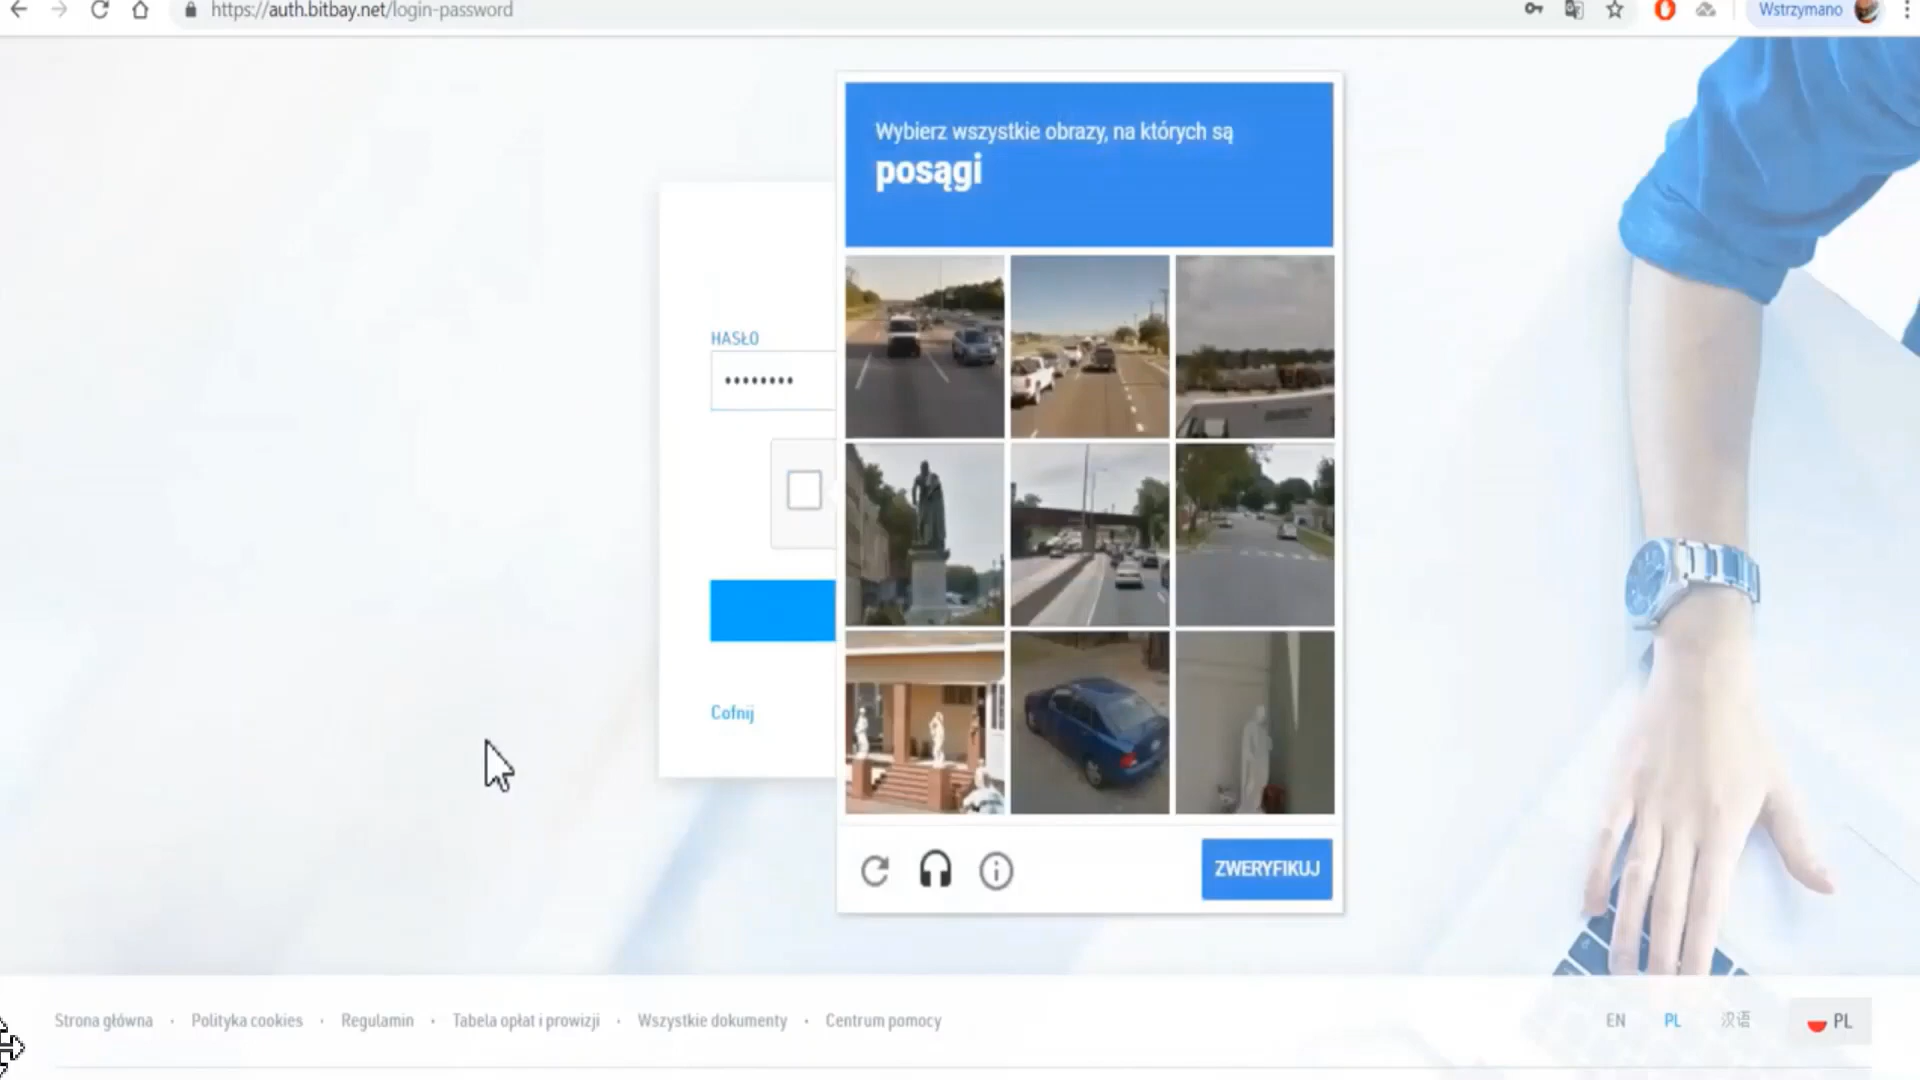 https://auth.bitbay.net/login-password
Wstrzymano
Wybierz wszystkie obrazy, na których są
posągi
HASŁO
Cofnij
ZWERYFIKUJ
Strona główna · Polityka cookies · Regulamin · Tabela opłat i prowizji · Wszystkie dokumenty · Centrum pomocy
EN PL 汉语 PL